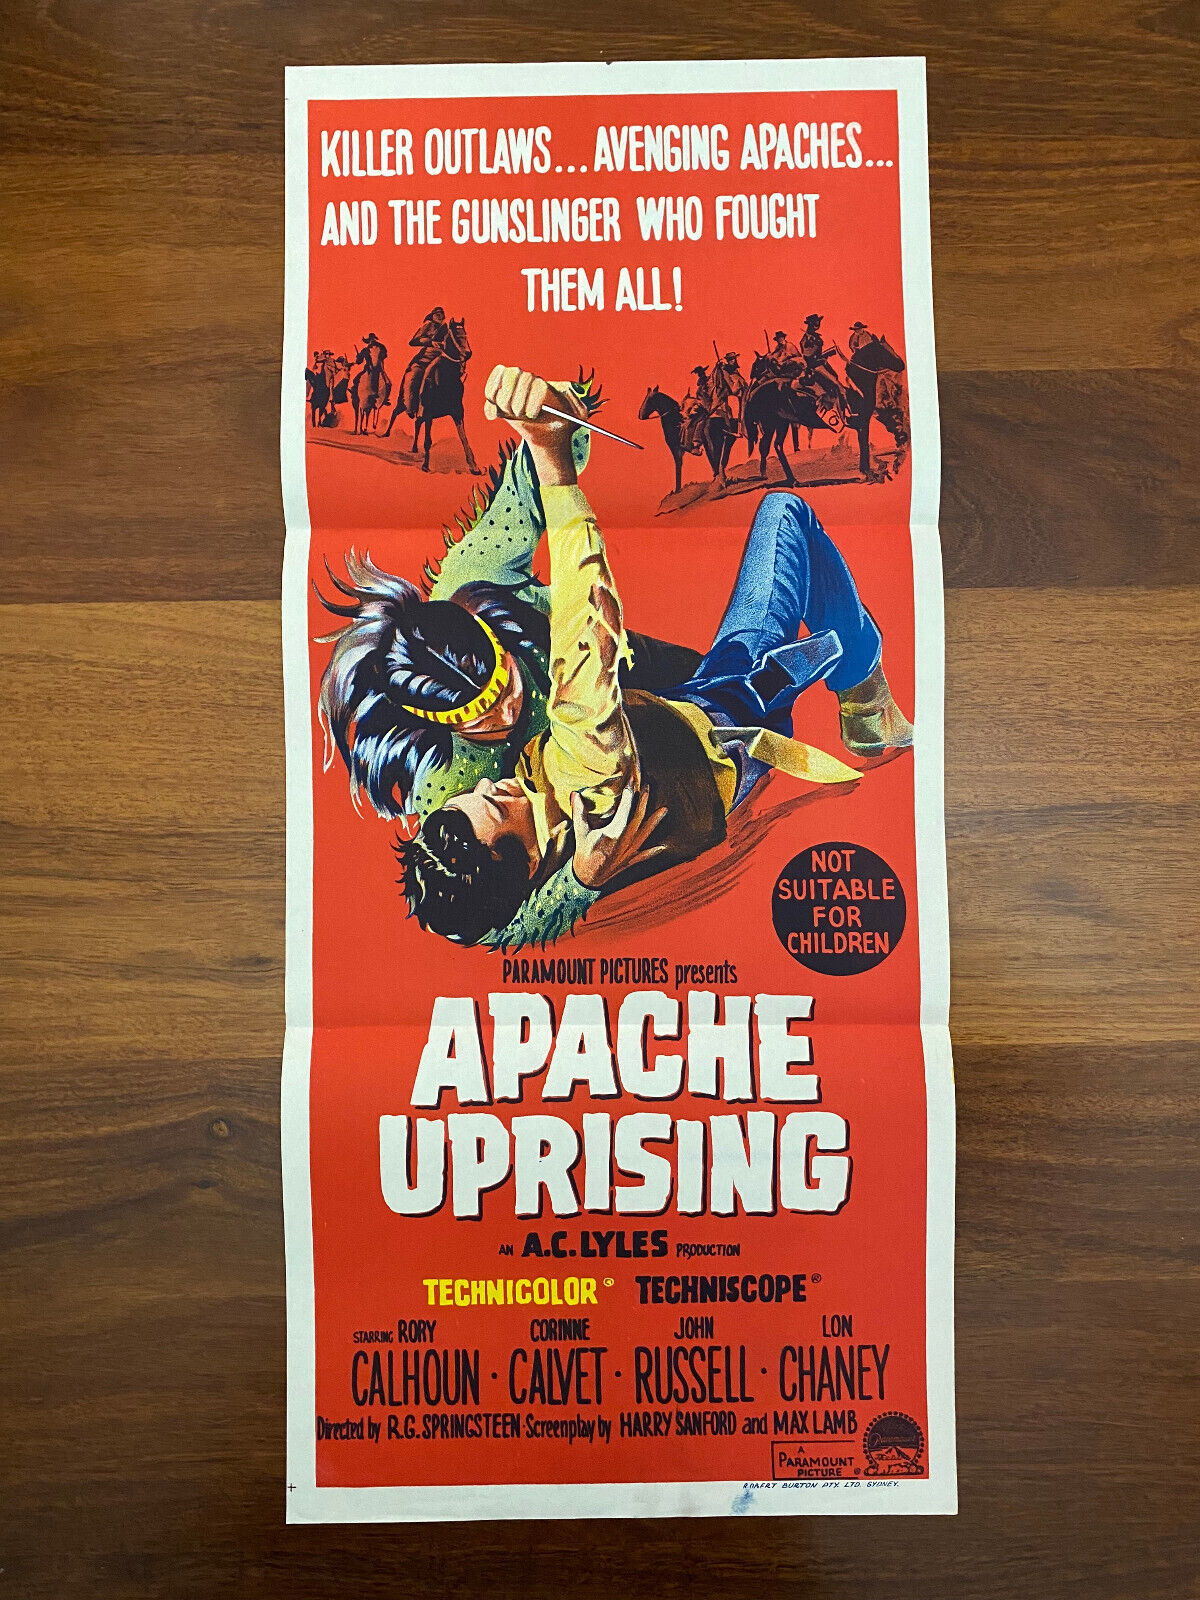 KILLER OUTLAWS... AVENGING APACHES...
AND THE GUNSLINGER WHO FOUGHT
THEM ALL!
NOT
SUITABLE
FOR
CHILDREN
PARAMOUNT PICTURES presents
APACHE
UPRISING
AN A.C. LYLES PRODUCTION
TECHNICOLOR® TECHNISCOPE®
STARRING RORY CORINNE JOHN LON
CALHOUN · CALVET · RUSSELL · CHANEY
Directed by R.G. SPRINGSTEEN · Screenplay by HARRY SANFORD and MAX LAMB
A
PARAMOUNT
PICTURE ®
Paramount
ROBERT BURTON PTY. LTD. SYDNEY.